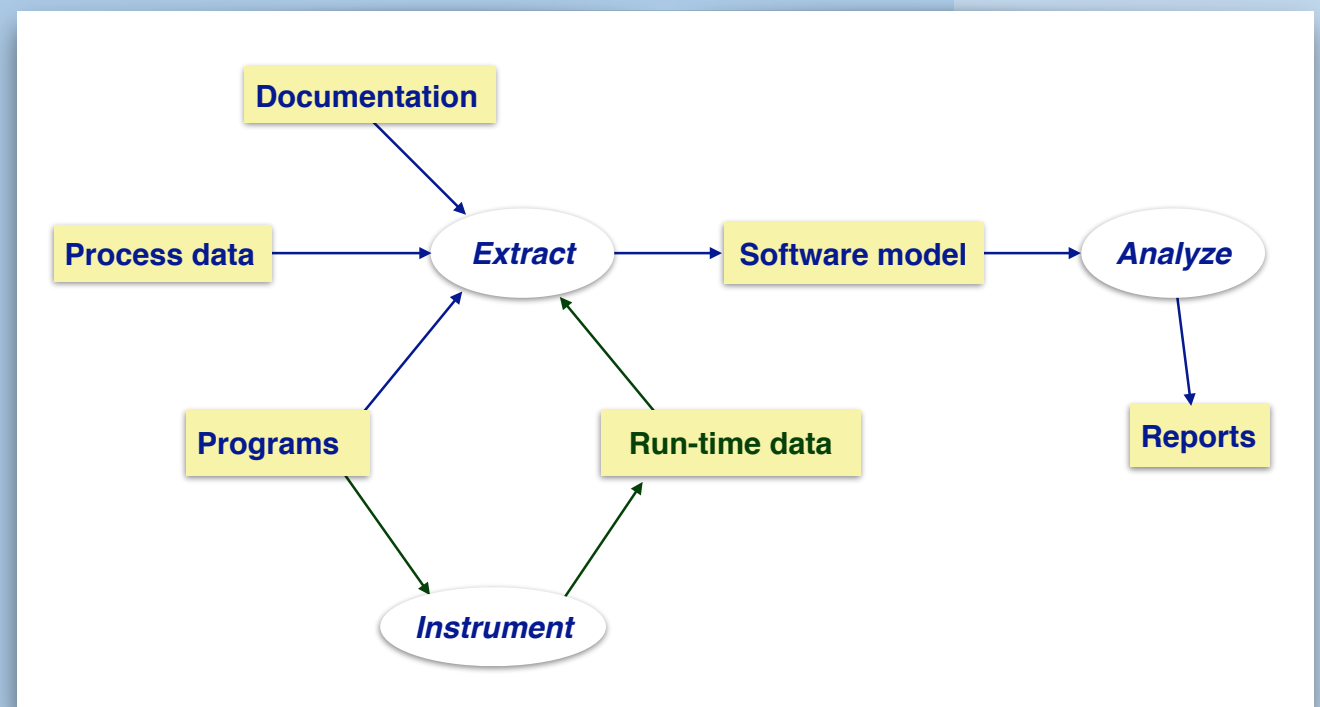 Documentation
Process data
Extract
Software model
Analyze
Programs
Run-time data
Reports
Instrument